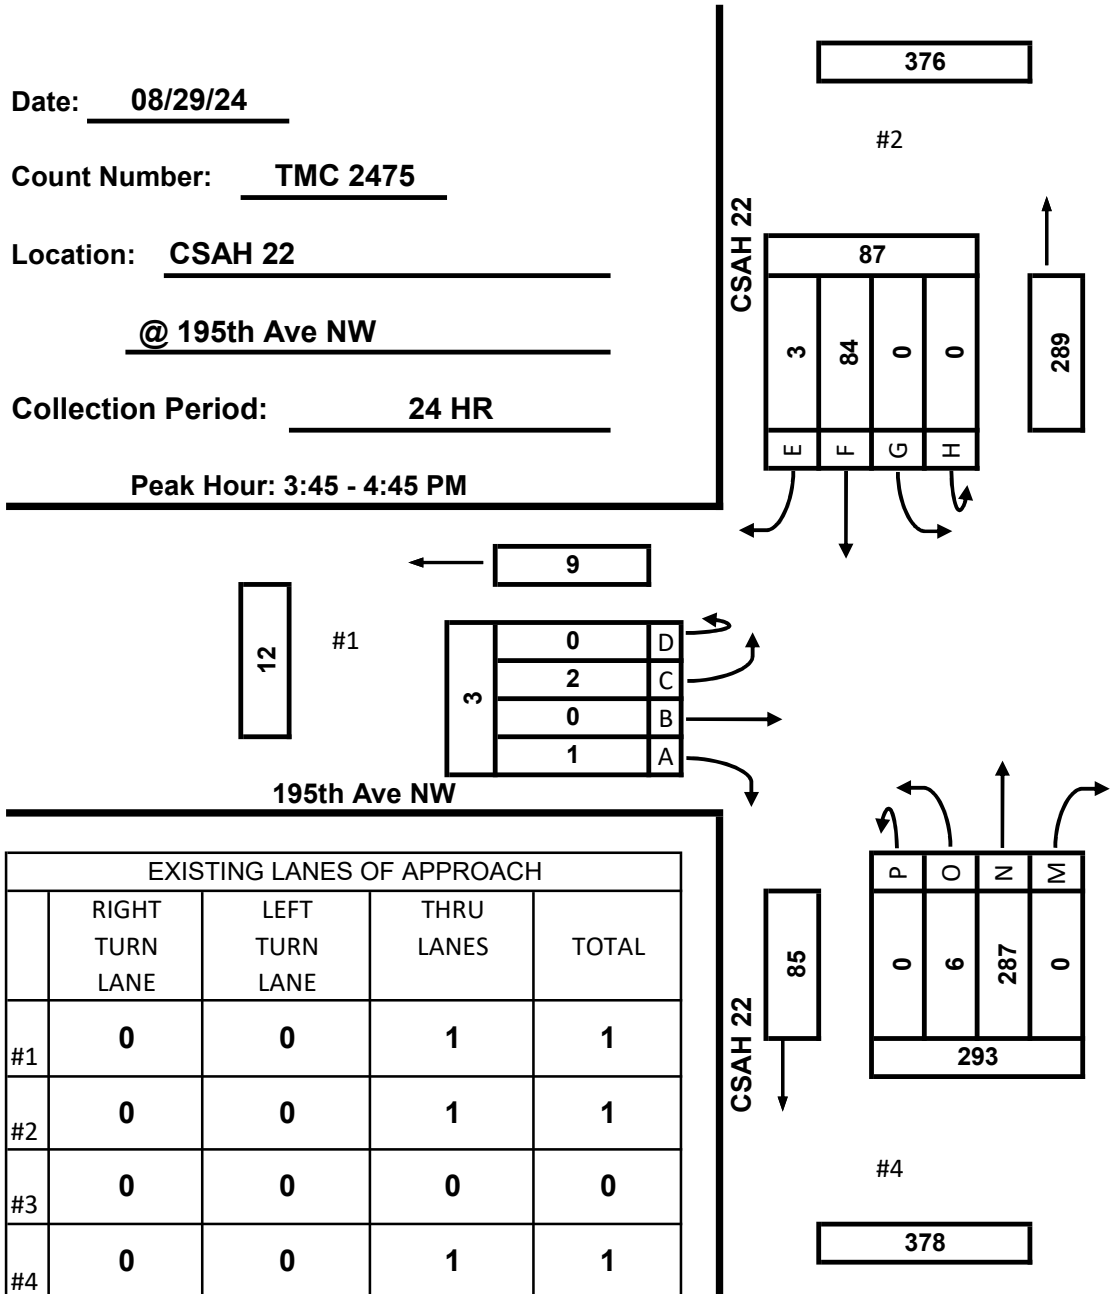 Date: 08/29/24
Count Number: TMC 2475
Location: CSAH 22
@ 195th Ave NW
Collection Period: 24 HR
Peak Hour: 3:45 - 4:45 PM
376
#2
CSAH 22
87
3 84 0 0
E F G H
289
9
12
#1
3
0 D
2 C
0 B
1 A
195th Ave NW
EXISTING LANES OF APPROACH
RIGHT TURN LANE LEFT TURN LANE THRU LANES TOTAL
#1 0 0 1 1
#2 0 0 1 1
#3 0 0 0 0
#4 0 0 1 1
CSAH 22
85
P O N M
0 6 287 0
293
#4
378